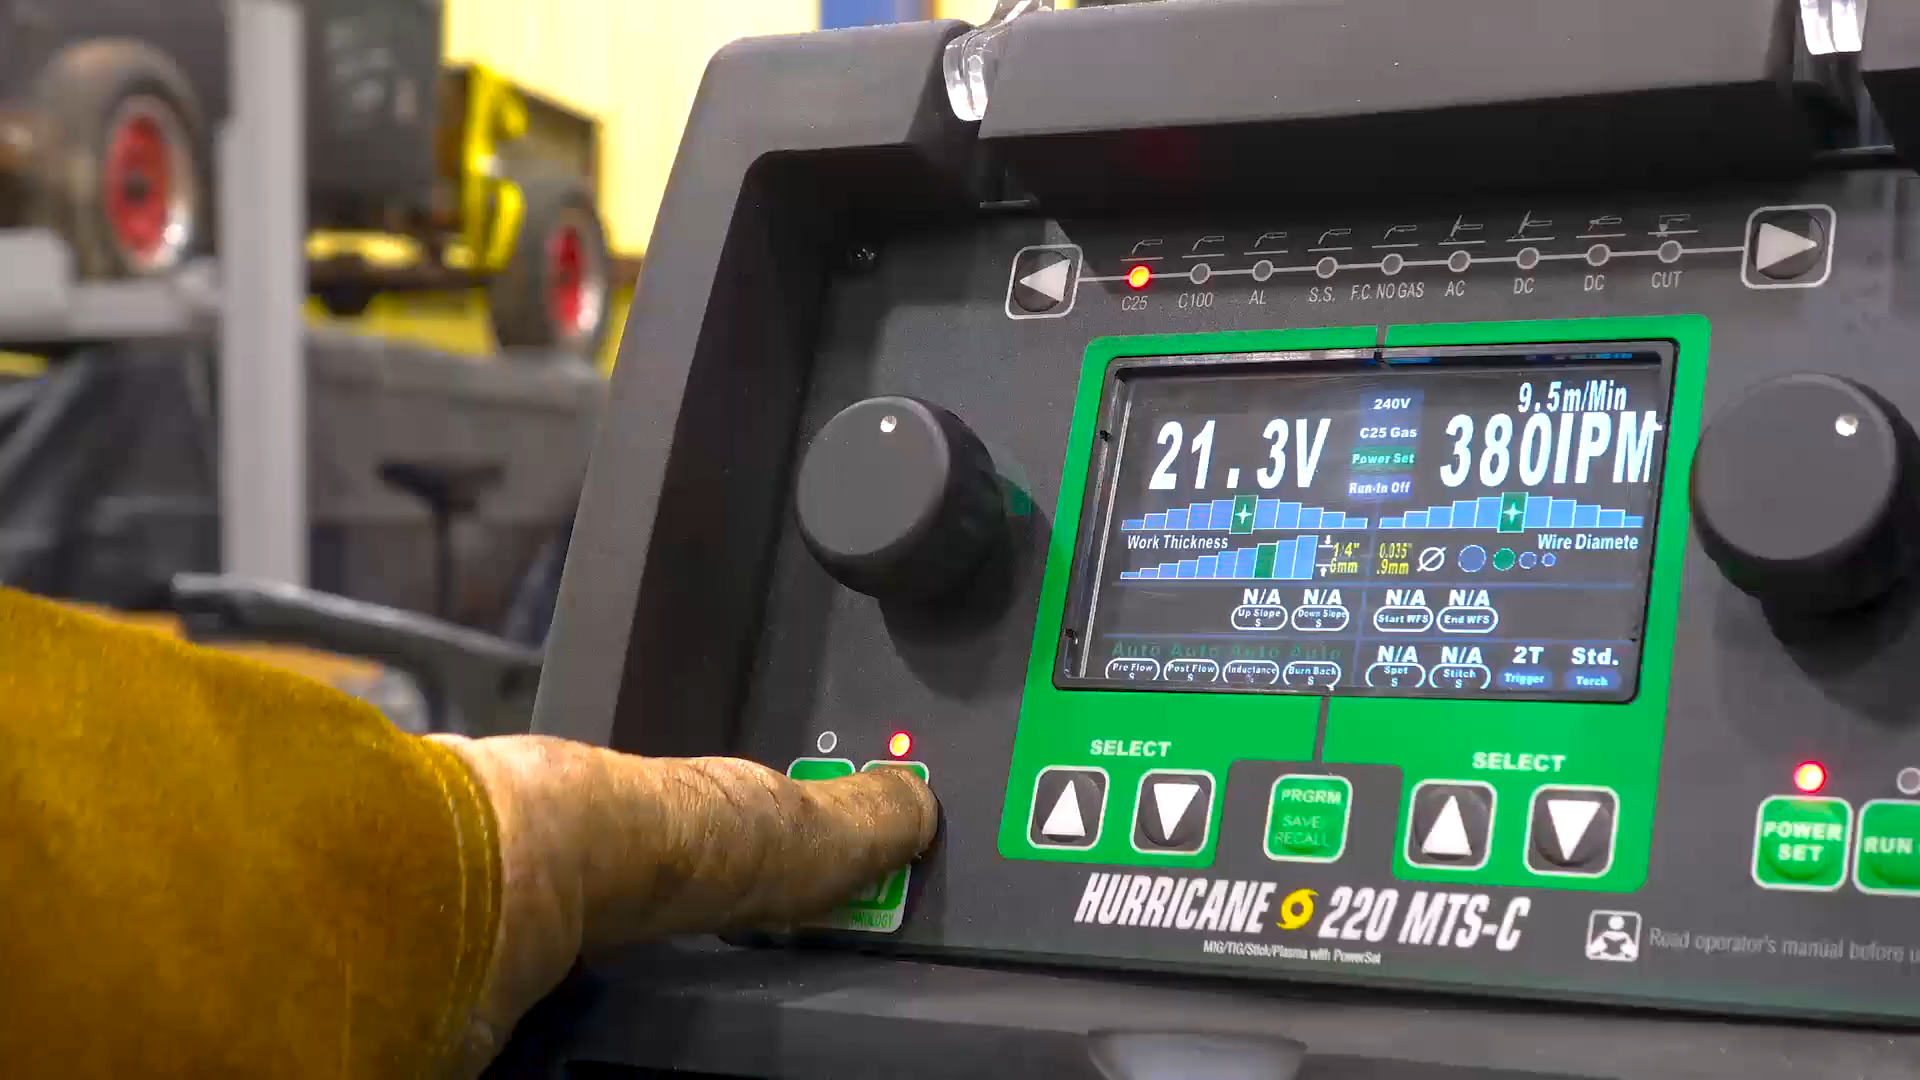 C25 C100 AL S.S. F.C. NO GAS AC DC DC CUT
9.5m/Min
21.3V
240V
C25 Gas
Power Set
Run-In Off
380IPM
Work Thickness
1/4"
6mm
0.035"
.9mm
Wire Diamete
N/A N/A N/A N/A
Up Slope S
Down Slope S
Start WFS
End WFS
Auto Auto Auto Auto
Pre Flow S
Post Flow S
Inductance
Burn Back S
N/A N/A 2T Std.
Spot S
Stitch S
Trigger
Torch
SELECT
SELECT
PRGRM
SAVE
RECALL
POWER
SET
RUN
HURRICANE 220 MTS-C
MIG/TIG/Stick/Plasma with PowerSet
Read operator's manual before u